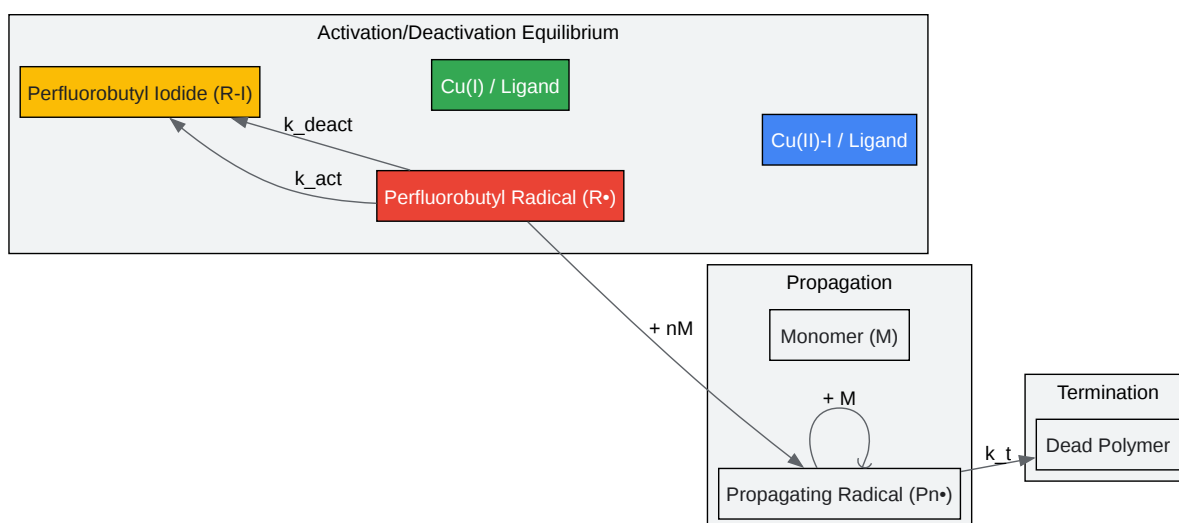 Activation/Deactivation Equilibrium
Perfluorobutyl Iodide (R-I)
Cu(I) / Ligand
Cu(II)-I / Ligand
k_deact
k_act
Perfluorobutyl Radical (R•)
+ nM
Propagation
Monomer (M)
+ M
Propagating Radical (Pn•)
k_t
Termination
Dead Polymer